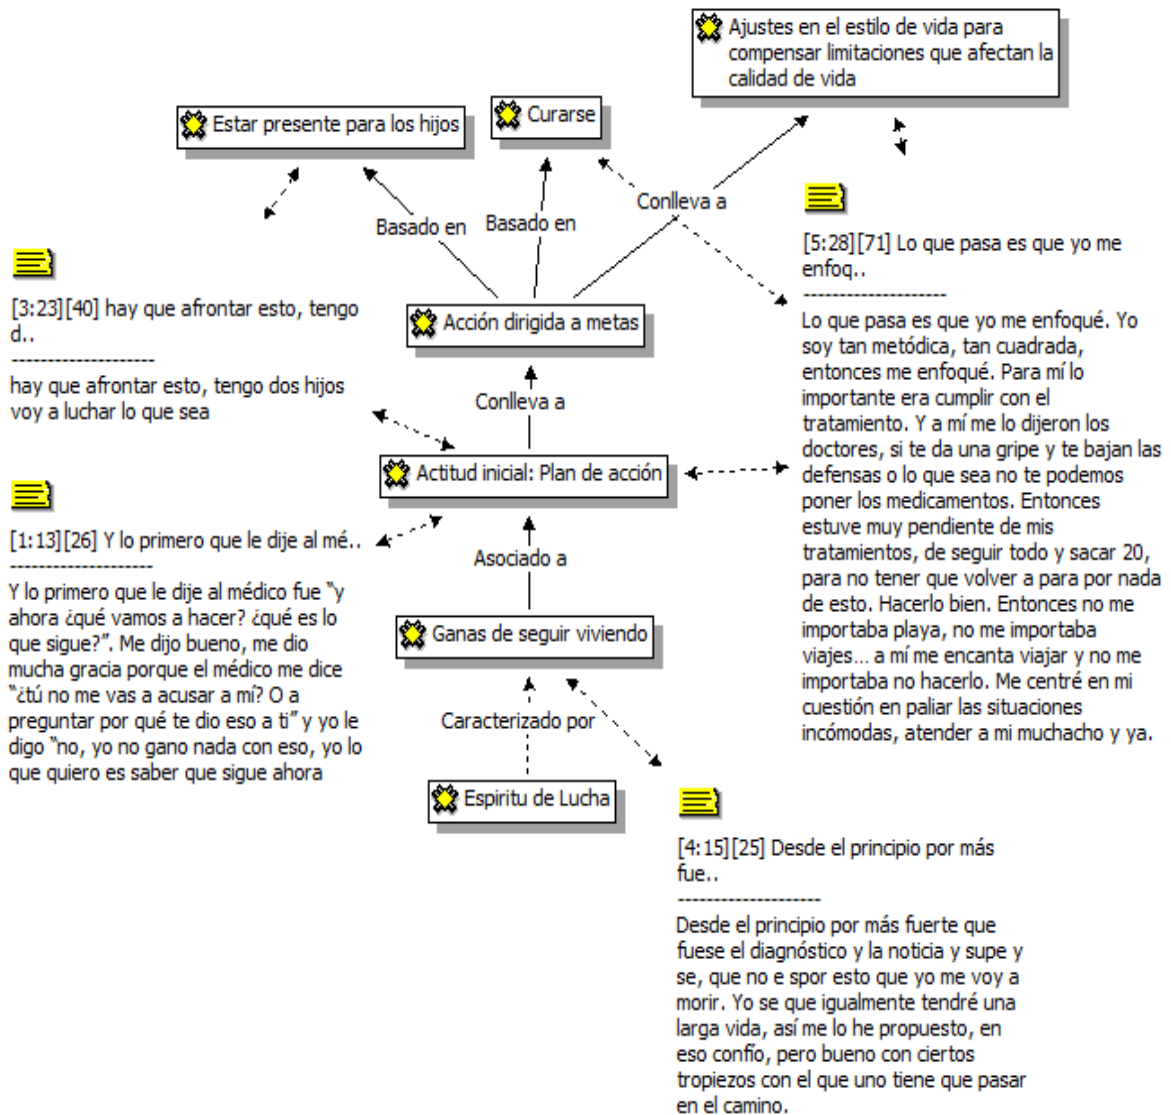 Ajustes en el estilo de vida para
compensar limitaciones que afectan la
calidad de vida
Estar presente para los hijos
Curarse
Conlleva a
Basado en
Basado en
[3:23][40] hay que afrontar esto, tengo
d..
--------------------
hay que afrontar esto, tengo dos hijos
voy a luchar lo que sea
Acción dirigida a metas
Conlleva a
Actitud inicial: Plan de acción
[5:28][71] Lo que pasa es que yo me
enfoq..
--------------------
Lo que pasa es que yo me enfoqué. Yo
soy tan metódica, tan cuadrada,
entonces me enfoqué. Para mí lo
importante era cumplir con el
tratamiento. Y a mí me lo dijeron los
doctores, si te da una gripe y te bajan las
defensas o lo que sea no te podemos
poner los medicamentos. Entonces
estuve muy pendiente de mis
tratamientos, de seguir todo y sacar 20,
para no tener que volver a para por nada
de esto. Hacerlo bien. Entonces no me
importaba playa, no me importaba
viajes... a mí me encanta viajar y no me
importaba no hacerlo. Me centré en mi
cuestión en paliar las situaciones
incómodas, atender a mi muchacho y ya.
[1:13][26] Y lo primero que le dije al mé..
--------------------
Y lo primero que le dije al médico fue "y
ahora ¿qué vamos a hacer? ¿qué es lo
que sigue?". Me dijo bueno, me dio
mucha gracia porque el médico me dice
"¿tú no me vas a acusar a mí? O a
preguntar por qué te dio eso a ti" y yo le
digo "no, yo no gano nada con eso, yo lo
que quiero es saber que sigue ahora
Asociado a
Ganas de seguir viviendo
Caracterizado por
Espiritu de Lucha
[4:15][25] Desde el principio por más
fue..
--------------------
Desde el principio por más fuerte que
fuese el diagnóstico y la noticia y supe y
se, que no e spor esto que yo me voy a
morir. Yo se que igualmente tendré una
larga vida, así me lo he propuesto, en
eso confío, pero bueno con ciertos
tropiezos con el que uno tiene que pasar
en el camino.